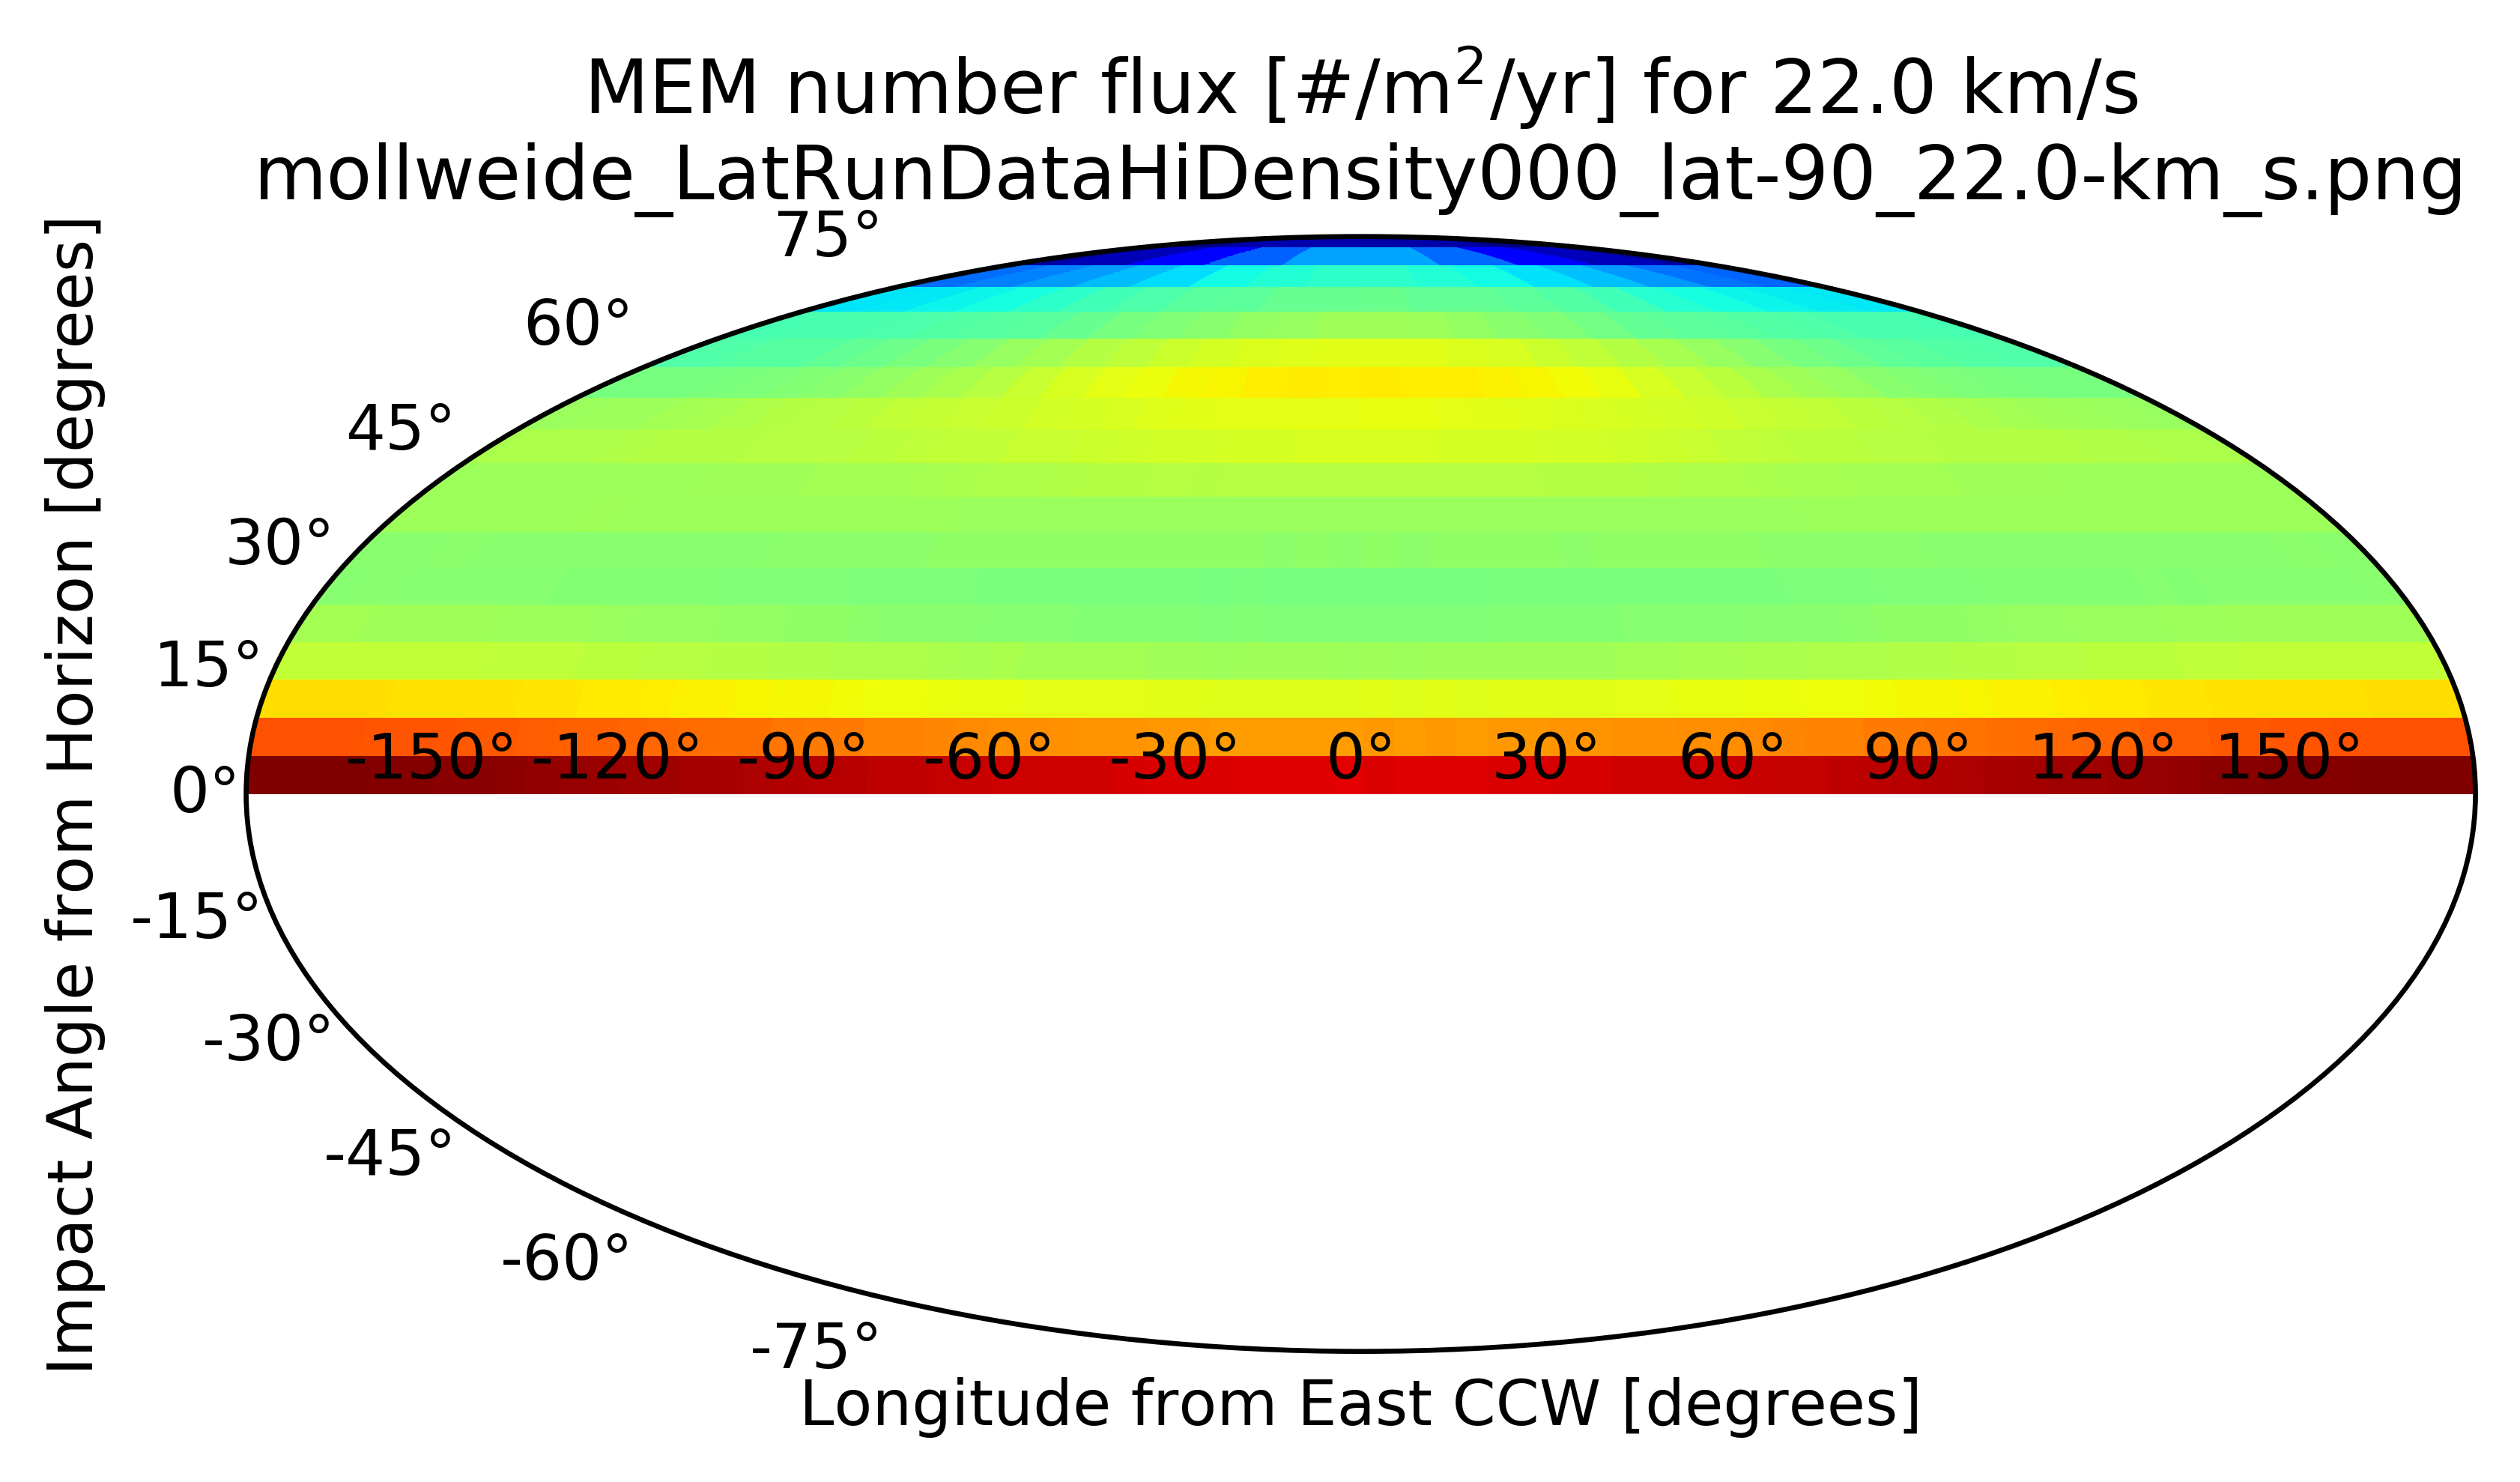 MEM number flux [#/m²/yr] for 22.0 km/s
mollweide_LatRunDataHiDensity000_lat-90_22.0-km_s.png
Impact Angle from Horizon [degrees]
75°
60°
45°
30°
15°
0°
-15°
-30°
-45°
-60°
-75°
-150° -120° -90° -60° -30° 0° 30° 60° 90° 120° 150°
Longitude from East CCW [degrees]